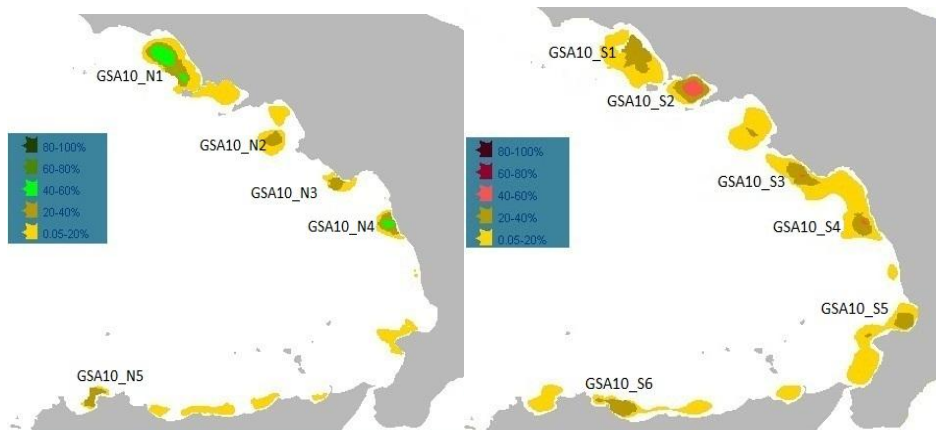 GSA10_N1
GSA10_N2
80-100%
60-80%
40-60%
20-40%
0.05-20%
GSA10_N3
GSA10_N4
GSA10_N5
GSA10_S1
GSA10_S2
80-100%
60-80%
40-60%
20-40%
0.05-20%
GSA10_S3
GSA10_S4
GSA10_S5
GSA10_S6